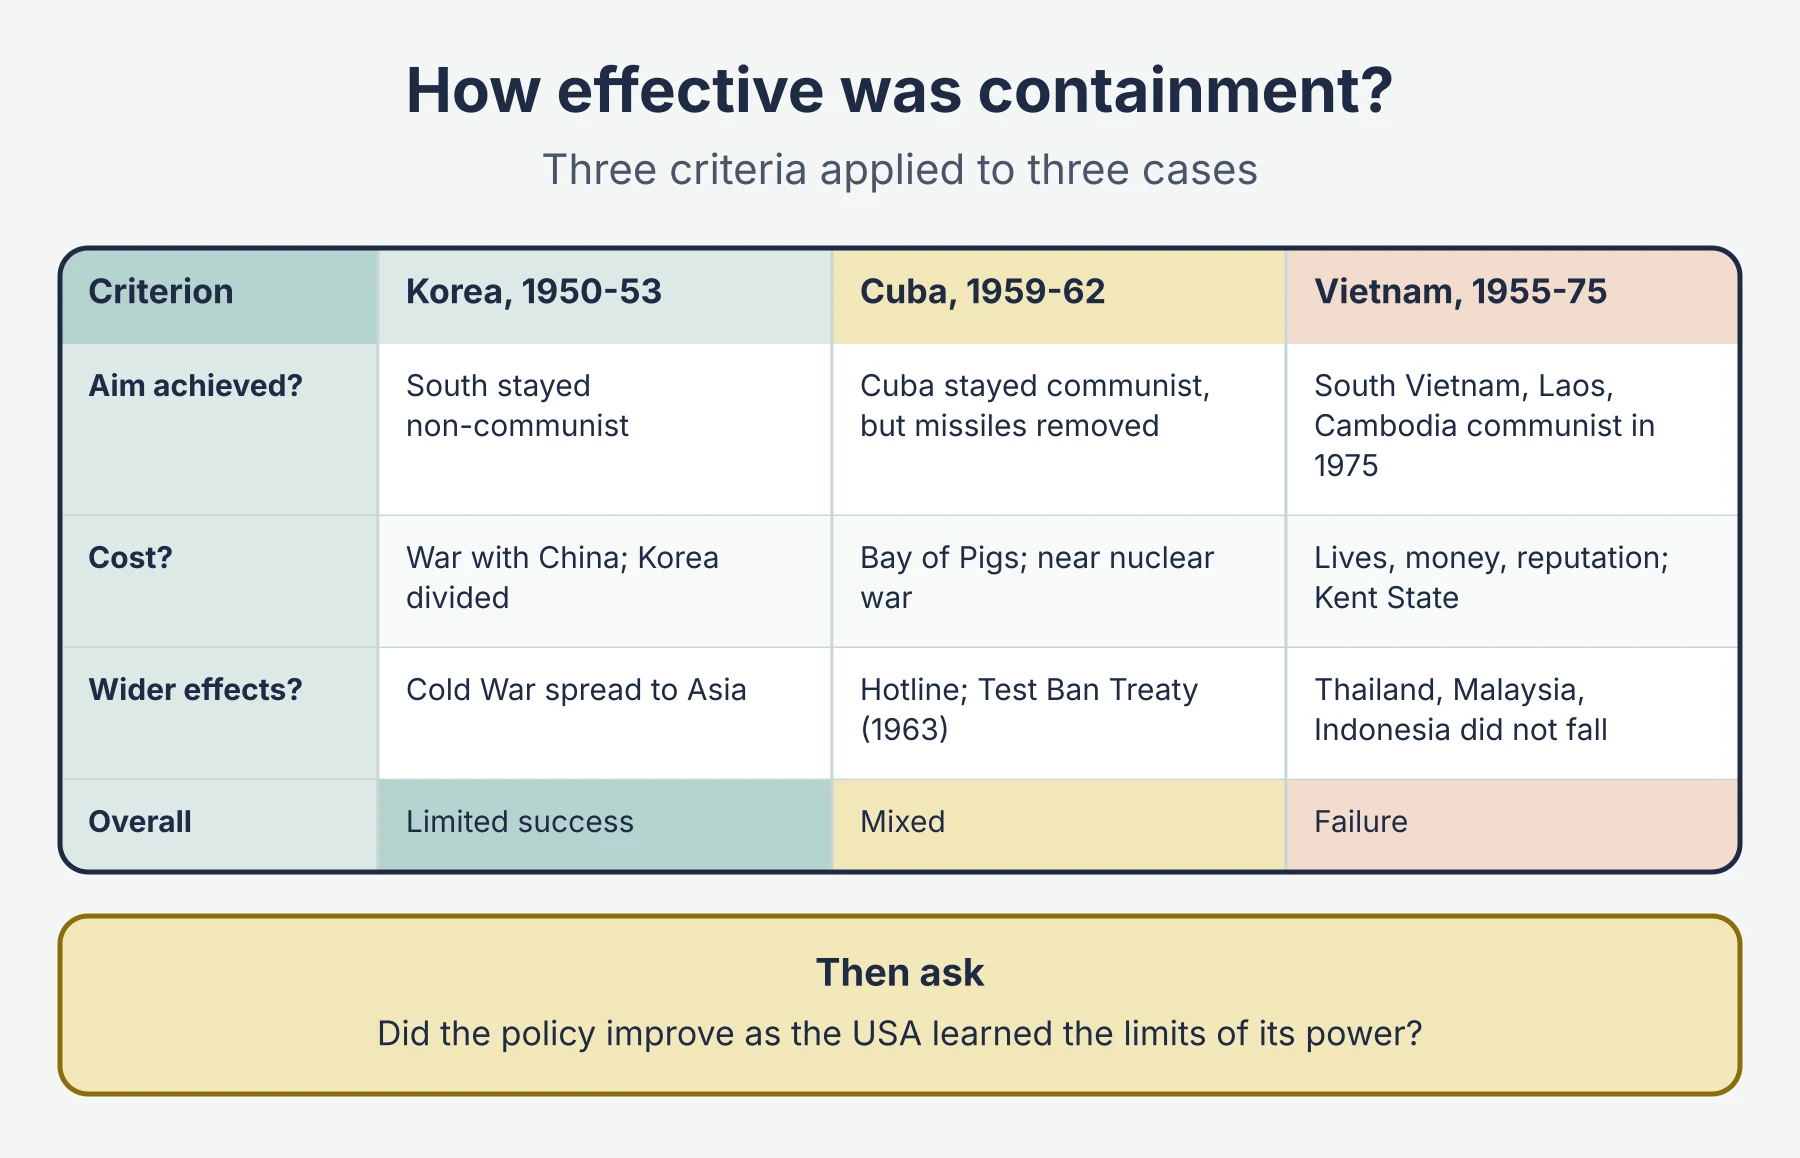 How effective was containment?
Three criteria applied to three cases
Criterion
Korea, 1950-53
Cuba, 1959-62
Vietnam, 1955-75
Aim achieved?
South stayed
non-communist
Cuba stayed communist,
but missiles removed
South Vietnam, Laos,
Cambodia communist in
1975
Cost?
War with China; Korea
divided
Bay of Pigs; near nuclear
war
Lives, money, reputation;
Kent State
Wider effects?
Cold War spread to Asia
Hotline; Test Ban Treaty
(1963)
Thailand, Malaysia,
Indonesia did not fall
Overall
Limited success
Mixed
Failure
Then ask
Did the policy improve as the USA learned the limits of its power?